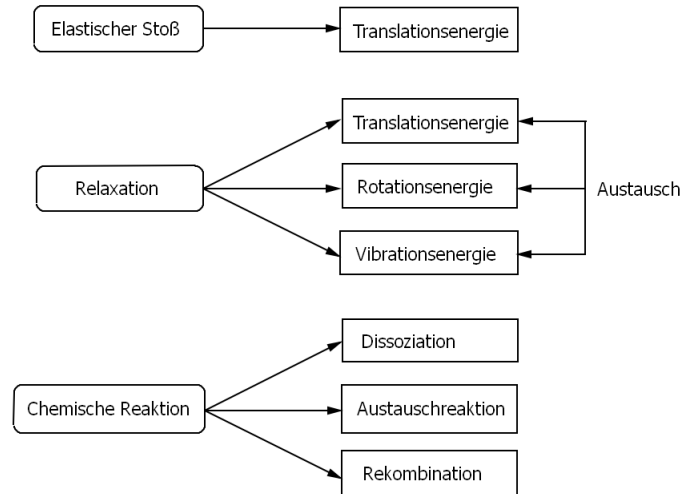 Elastischer Stoß
Translationsenergie
Relaxation
Translationsenergie
Rotationsenergie
Vibrationsenergie
Austausch
Chemische Reaktion
Dissoziation
Austauschreaktion
Rekombination